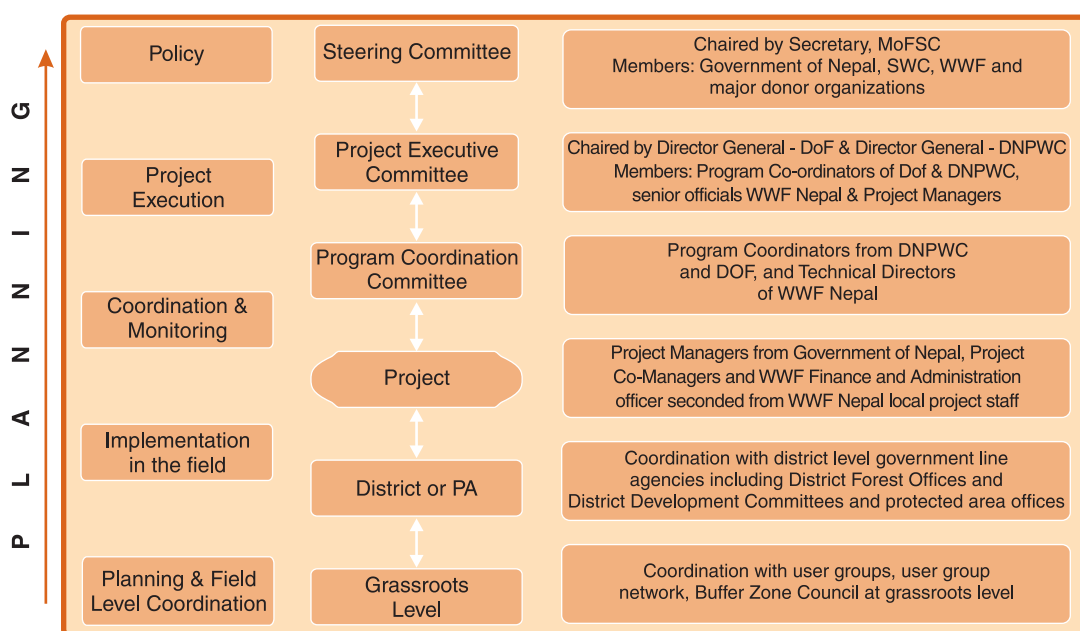 PLANNING
Policy
Steering Committee
Chaired by Secretary, MoFSC
Members: Government of Nepal, SWC, WWF and
major donor organizations
Project
Execution
Project Executive
Committee
Chaired by Director General - DoF & Director General - DNPWC
Members: Program Co-ordinators of Dof & DNPWC,
senior officials WWF Nepal & Project Managers
Program Coordination
Committee
Program Coordinators from DNPWC
and DOF, and Technical Directors
of WWF Nepal
Coordination &
Monitoring
Project
Project Managers from Government of Nepal, Project
Co-Managers and WWF Finance and Administration
officer seconded from WWF Nepal local project staff
Implementation
in the field
District or PA
Coordination with district level government line
agencies including District Forest Offices and
District Development Committees and protected area offices
Planning & Field
Level Coordination
Grassroots
Level
Coordination with user groups, user group
network, Buffer Zone Council at grassroots level